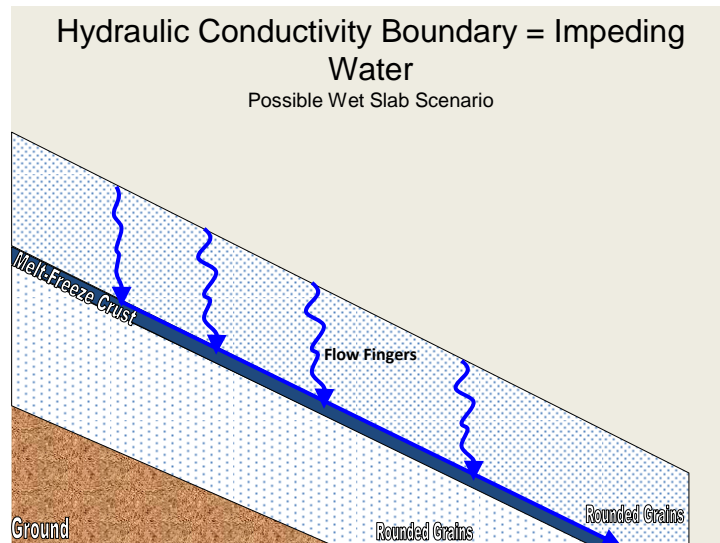 Hydraulic Conductivity Boundary = Impeding
Water
Possible Wet Slab Scenario
Melt-Freeze Crust
Flow Fingers
Rounded Grains
Ground
Rounded Grains